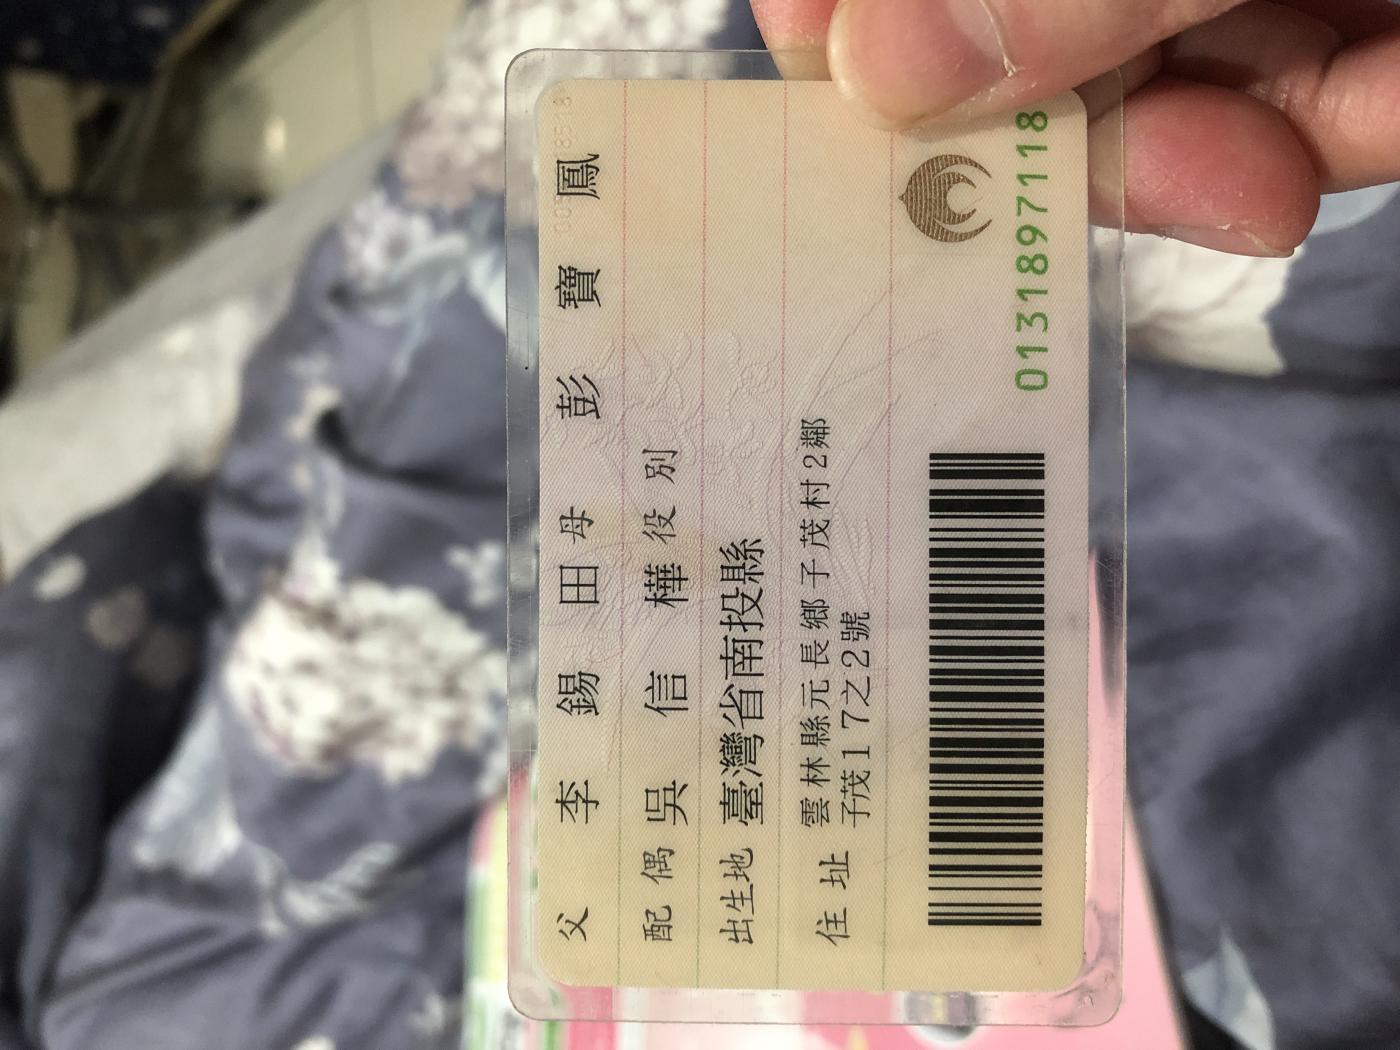 父 李錫田 母 彭寶鳳
配偶 吳信樺 役別
出生地 臺灣省南投縣
住址 雲林縣元長鄉子茂村2鄰
子茂17之2號
0131897118